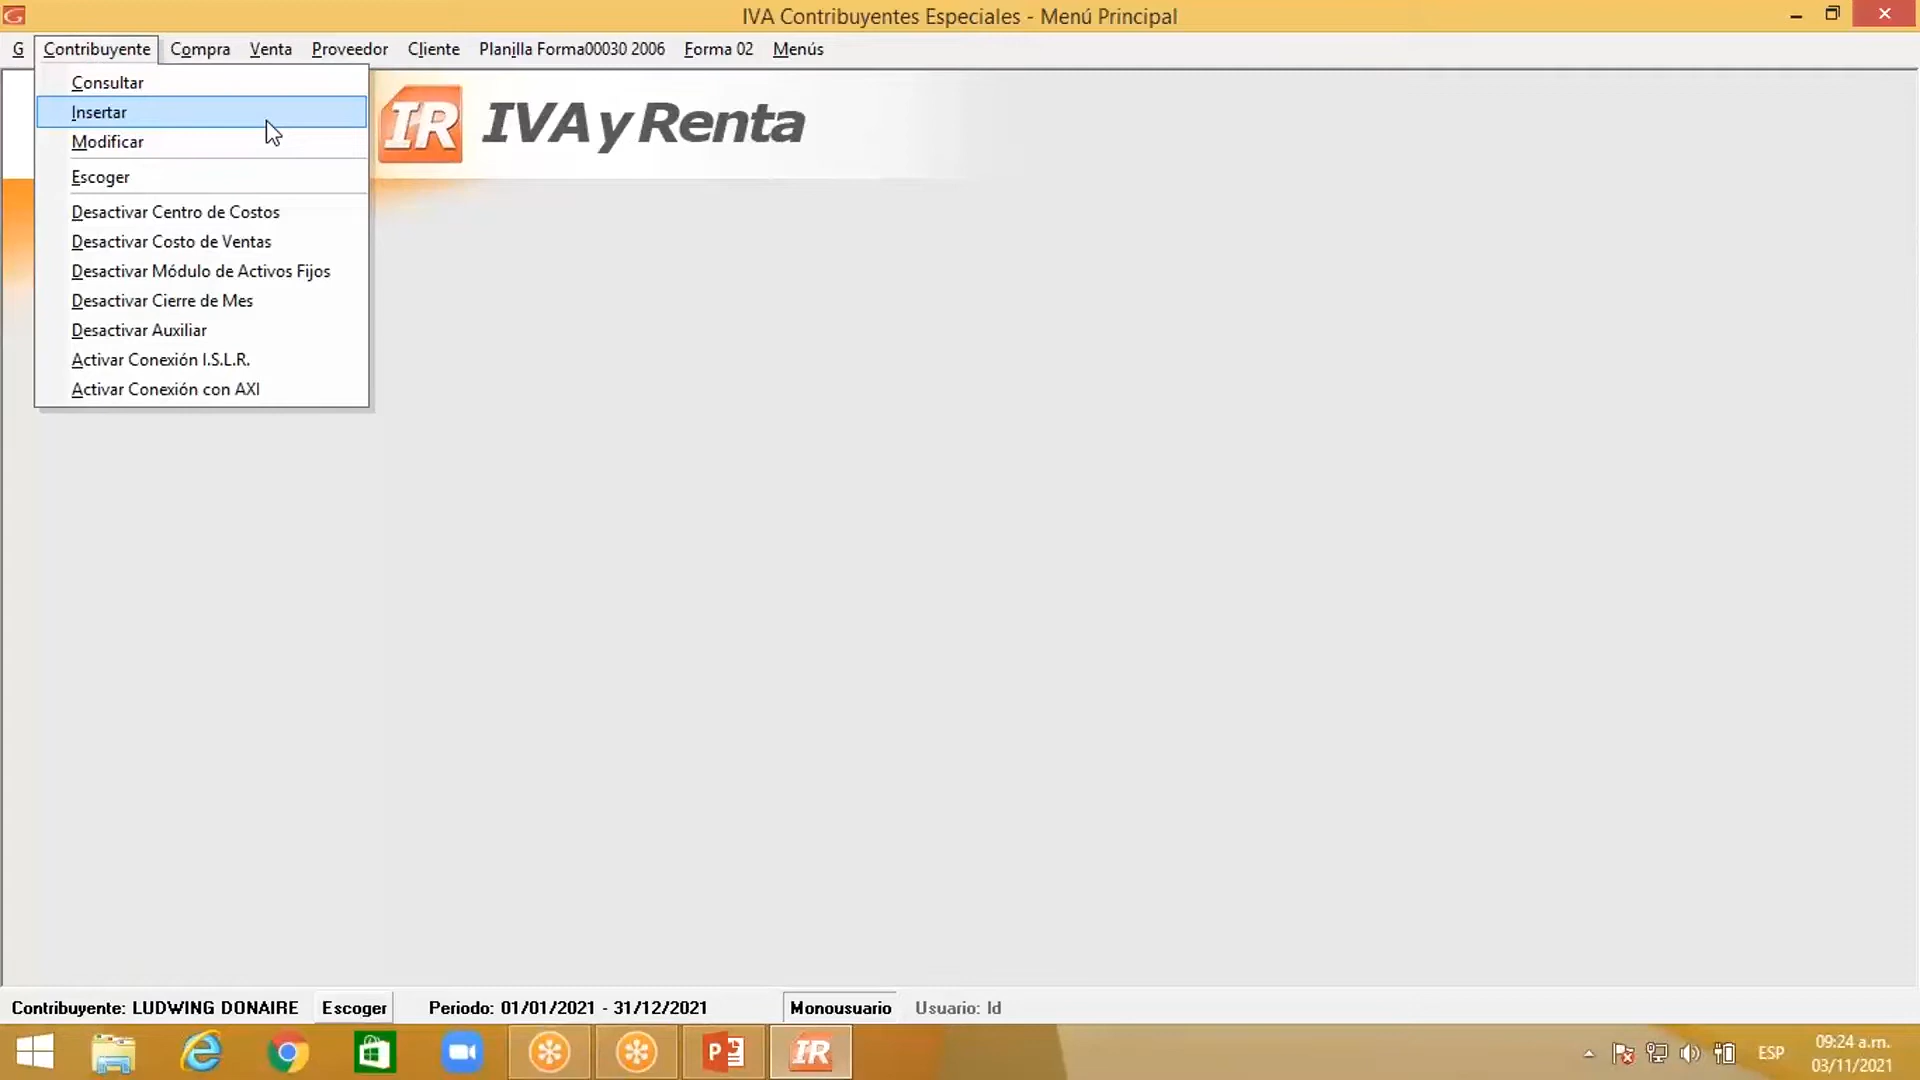 IVA Contribuyentes Especiales - Menú Principal
G Contribuyente Compra Venta Proveedor Cliente Planilla Forma00030 2006 Forma 02 Menús
Consultar
Insertar
Modificar
Escoger
Desactivar Centro de Costos
Desactivar Costo de Ventas
Desactivar Módulo de Activos Fijos
Desactivar Cierre de Mes
Desactivar Auxiliar
Activar Conexión I.S.L.R.
Activar Conexión con AXI
IR IVA y Renta
Contribuyente: LUDWING DONAIRE Escoger Periodo: 01/01/2021 - 31/12/2021 Monousuario Usuario: Id
ESP
09:24 a.m.
03/11/2021